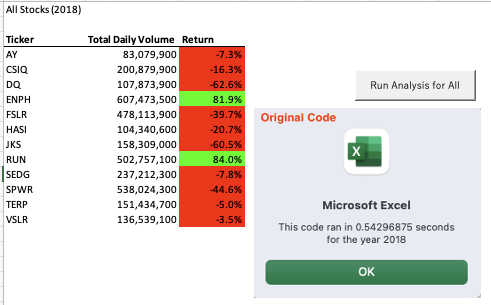 All Stocks (2018)
Ticker Total Daily Volume Return
AY 83,079,900 -7.3%
CSIQ 200,879,900 -16.3%
DQ 107,873,900 -62.6%
ENPH 607,473,500 81.9%
FSLR 478,113,900 -39.7%
HASI 104,340,600 -20.7%
JKS 158,309,000 -60.5%
RUN 502,757,100 84.0%
SEDG 237,212,300 -7.8%
SPWR 538,024,300 -44.6%
TERP 151,434,700 -5.0%
VSLR 136,539,100 -3.5%
Run Analysis for All
Original Code
X
Microsoft Excel
This code ran in 0.54296875 seconds
for the year 2018
OK